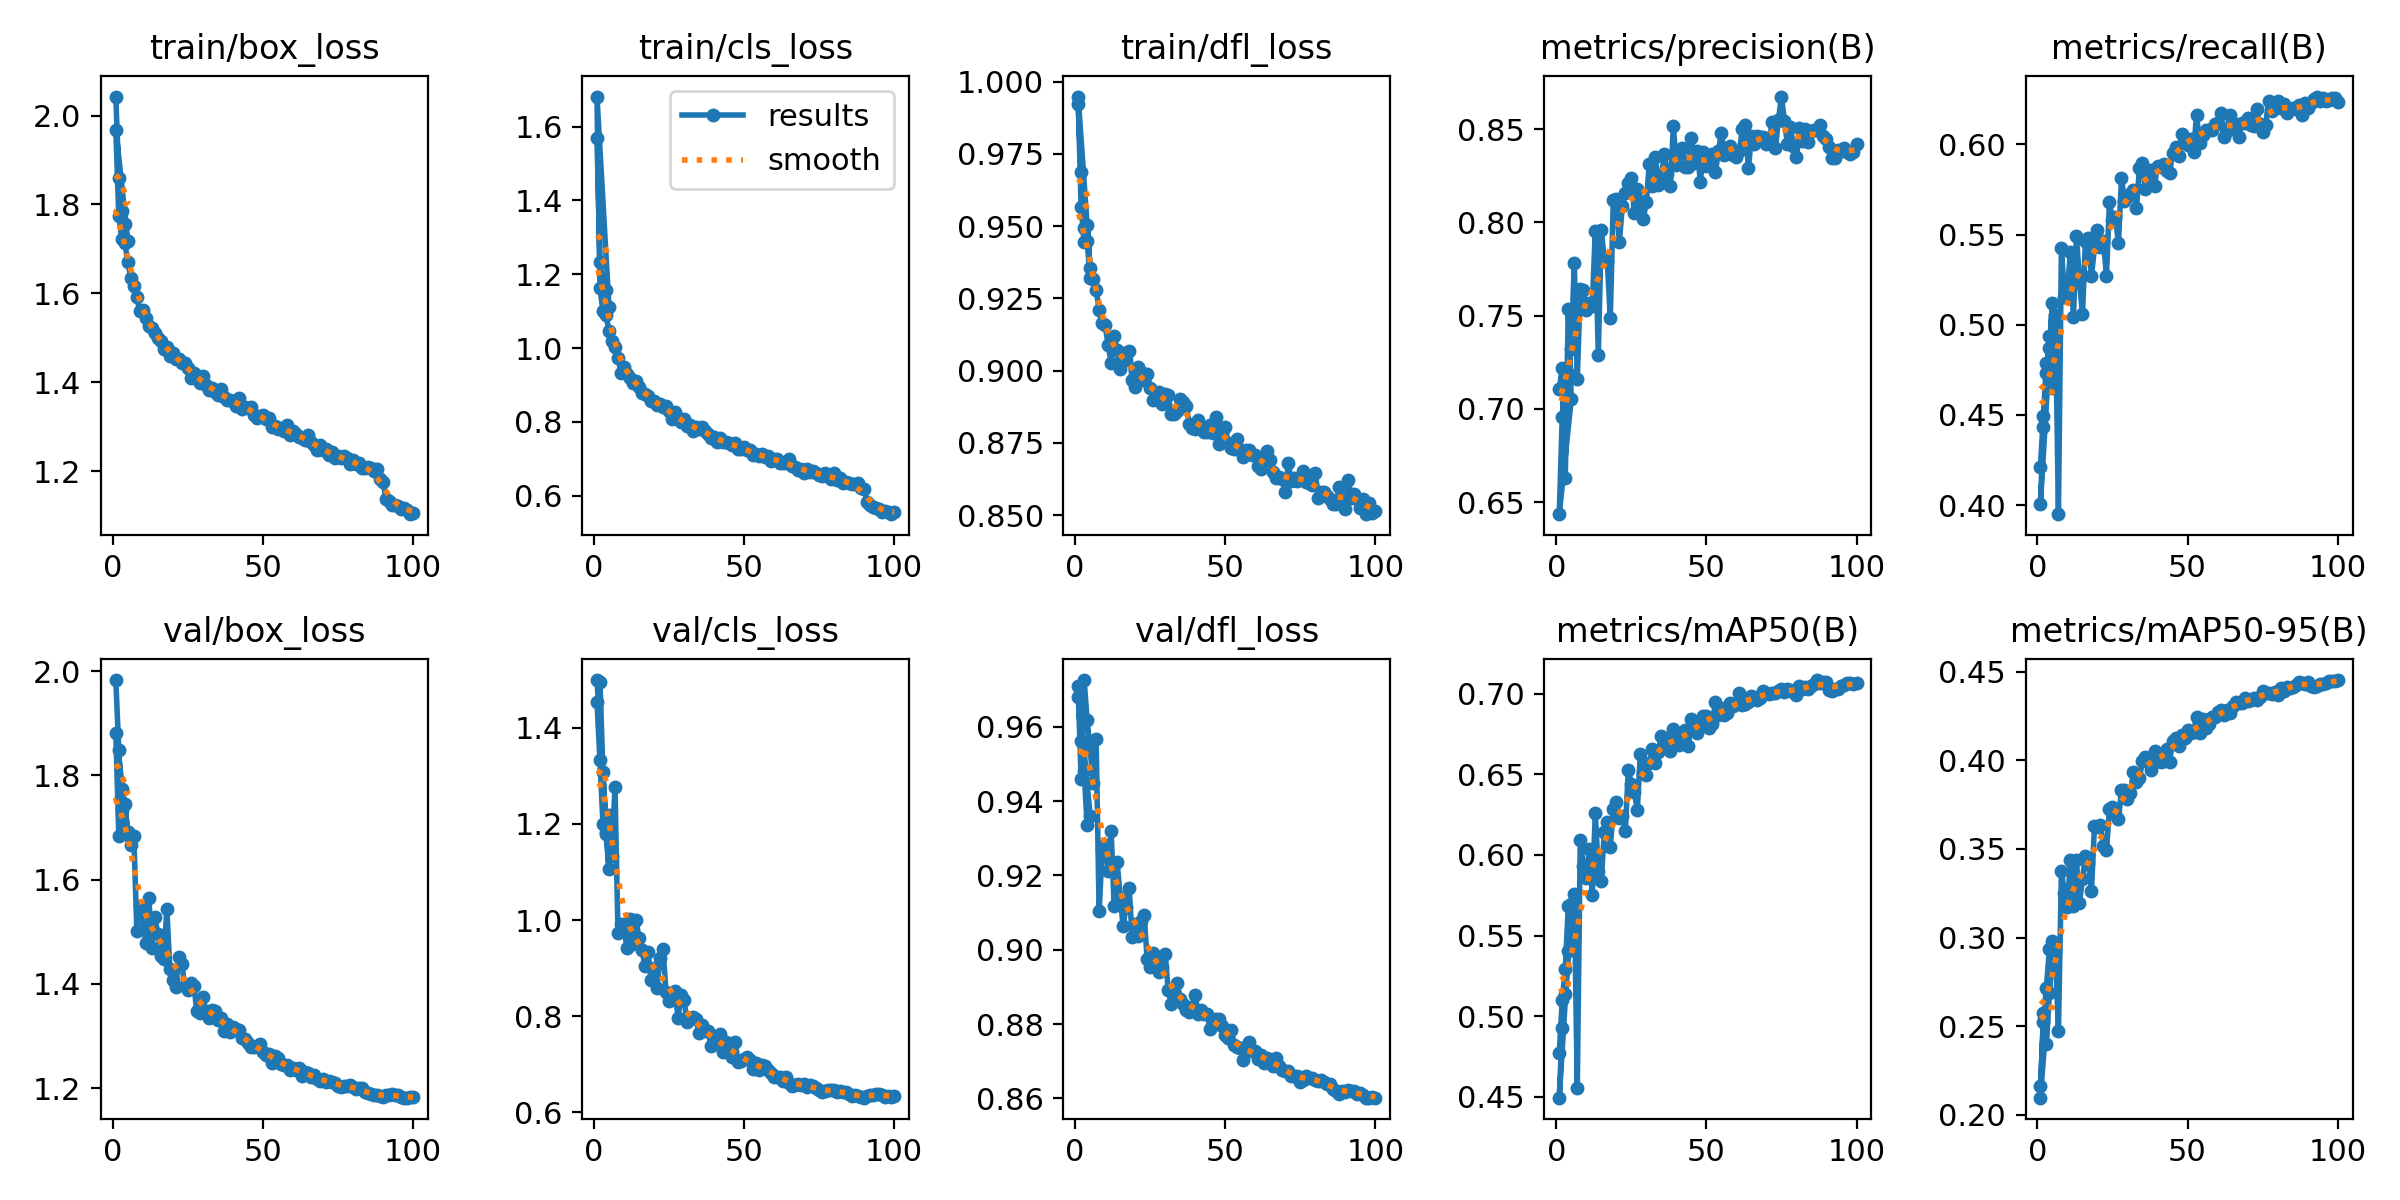 train/box_loss
2.0
1.8
1.6
1.4
1.2
0 50 100
train/cls_loss
results
smooth
1.6
1.4
1.2
1.0
0.8
0.6
0 50 100
train/dfl_loss
1.000
0.975
0.950
0.925
0.900
0.875
0.850
0 50 100
metrics/precision(B)
0.85
0.80
0.75
0.70
0.65
0 50 100
metrics/recall(B)
0.60
0.55
0.50
0.45
0.40
0 50 100
val/box_loss
2.0
1.8
1.6
1.4
1.2
0 50 100
val/cls_loss
1.4
1.2
1.0
0.8
0.6
0 50 100
val/dfl_loss
0.96
0.94
0.92
0.90
0.88
0.86
0 50 100
metrics/mAP50(B)
0.70
0.65
0.60
0.55
0.50
0.45
0 50 100
metrics/mAP50-95(B)
0.45
0.40
0.35
0.30
0.25
0.20
0 50 100